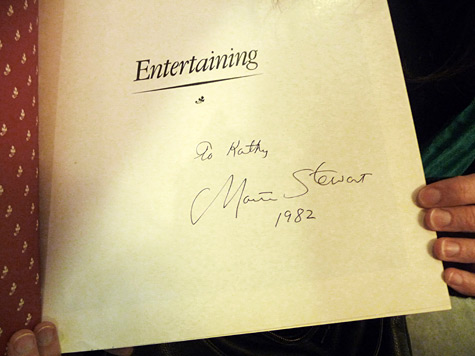 Entertaining
To Kathy
Martha Stewart
1982